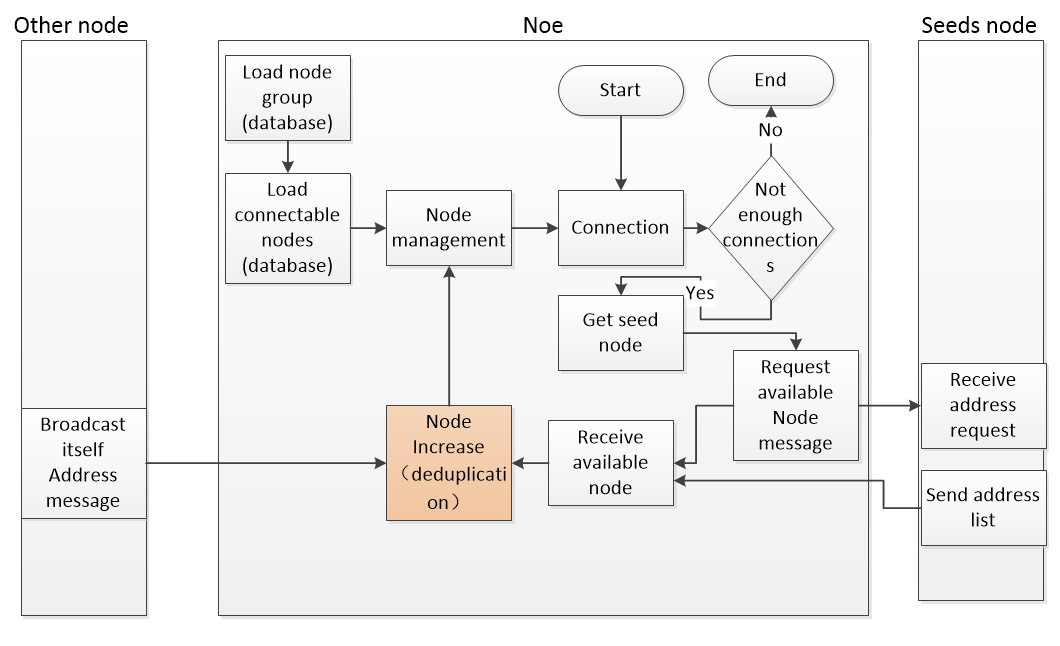 Other node
Noe
Seeds node
Load node
group
(database)
Start
End
No
Load
connectable
nodes
(database)
Node
management
Connection
Not
enough
connection
s
Yes
Get seed
node
Request
available
Node
message
Receive
address
request
Broadcast
itself
Address
message
Node
Increase
（deduplicati
on）
Receive
available
node
Send address
list